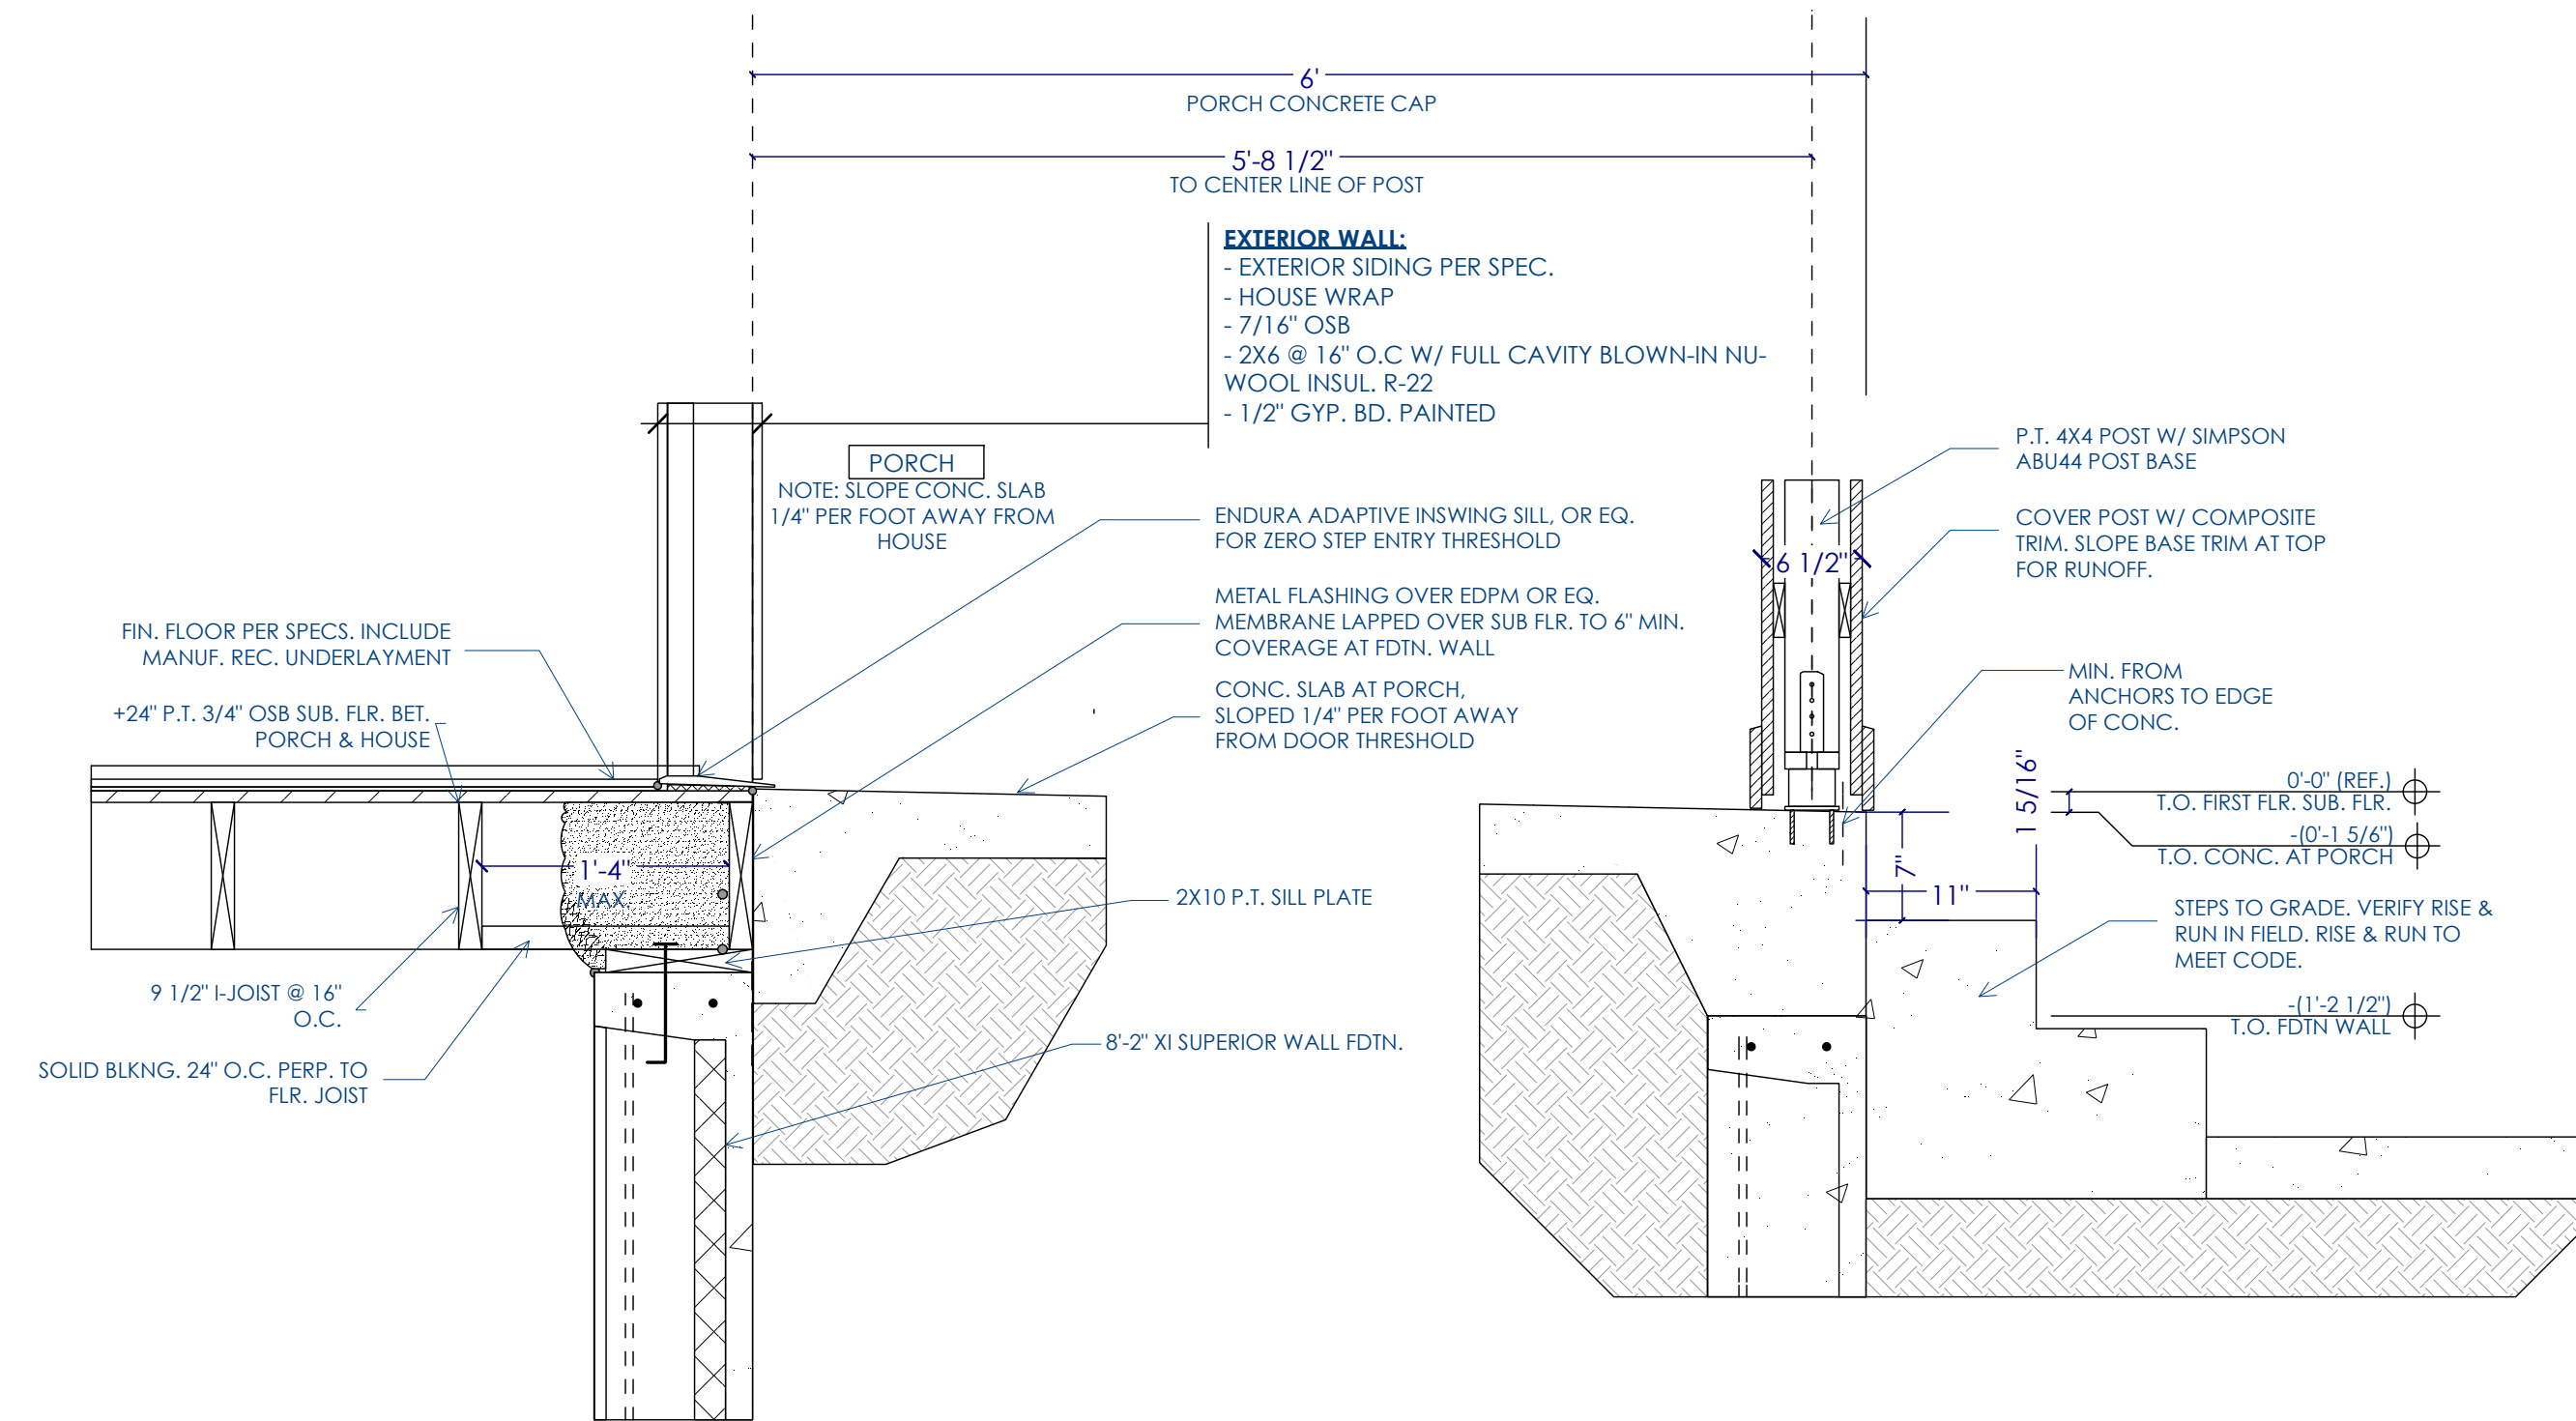 6'
PORCH CONCRETE CAP
5'-8 1/2"
TO CENTER LINE OF POST
EXTERIOR WALL:
- EXTERIOR SIDING PER SPEC.
- HOUSE WRAP
- 7/16" OSB
- 2X6 @ 16" O.C W/ FULL CAVITY BLOWN-IN NU-
WOOL INSUL. R-22
- 1/2" GYP. BD. PAINTED
PORCH
NOTE: SLOPE CONC. SLAB
1/4" PER FOOT AWAY FROM
HOUSE
ENDURA ADAPTIVE INSWING SILL, OR EQ.
FOR ZERO STEP ENTRY THRESHOLD
METAL FLASHING OVER EDPM OR EQ.
MEMBRANE LAPPED OVER SUB FLR. TO 6" MIN.
COVERAGE AT FDTN. WALL
CONC. SLAB AT PORCH,
SLOPED 1/4" PER FOOT AWAY
FROM DOOR THRESHOLD
FIN. FLOOR PER SPECS. INCLUDE
MANUF. REC. UNDERLAYMENT
+24" P.T. 3/4" OSB SUB. FLR. BET.
PORCH & HOUSE
1'-4"
MAX.
2X10 P.T. SILL PLATE
9 1/2" I-JOIST @ 16"
O.C.
SOLID BLKNG. 24" O.C. PERP. TO
FLR. JOIST
8'-2" XI SUPERIOR WALL FDTN.
P.T. 4X4 POST W/ SIMPSON
ABU44 POST BASE
COVER POST W/ COMPOSITE
TRIM. SLOPE BASE TRIM AT TOP
FOR RUNOFF.
6 1/2"
MIN. FROM
ANCHORS TO EDGE
OF CONC.
1 5/16"
0'-0" (REF.)
T.O. FIRST FLR. SUB. FLR.
-(0'-1 5/6")
T.O. CONC. AT PORCH
7"
11"
STEPS TO GRADE. VERIFY RISE &
RUN IN FIELD. RISE & RUN TO
MEET CODE.
-(1'-2 1/2")
T.O. FDTN WALL